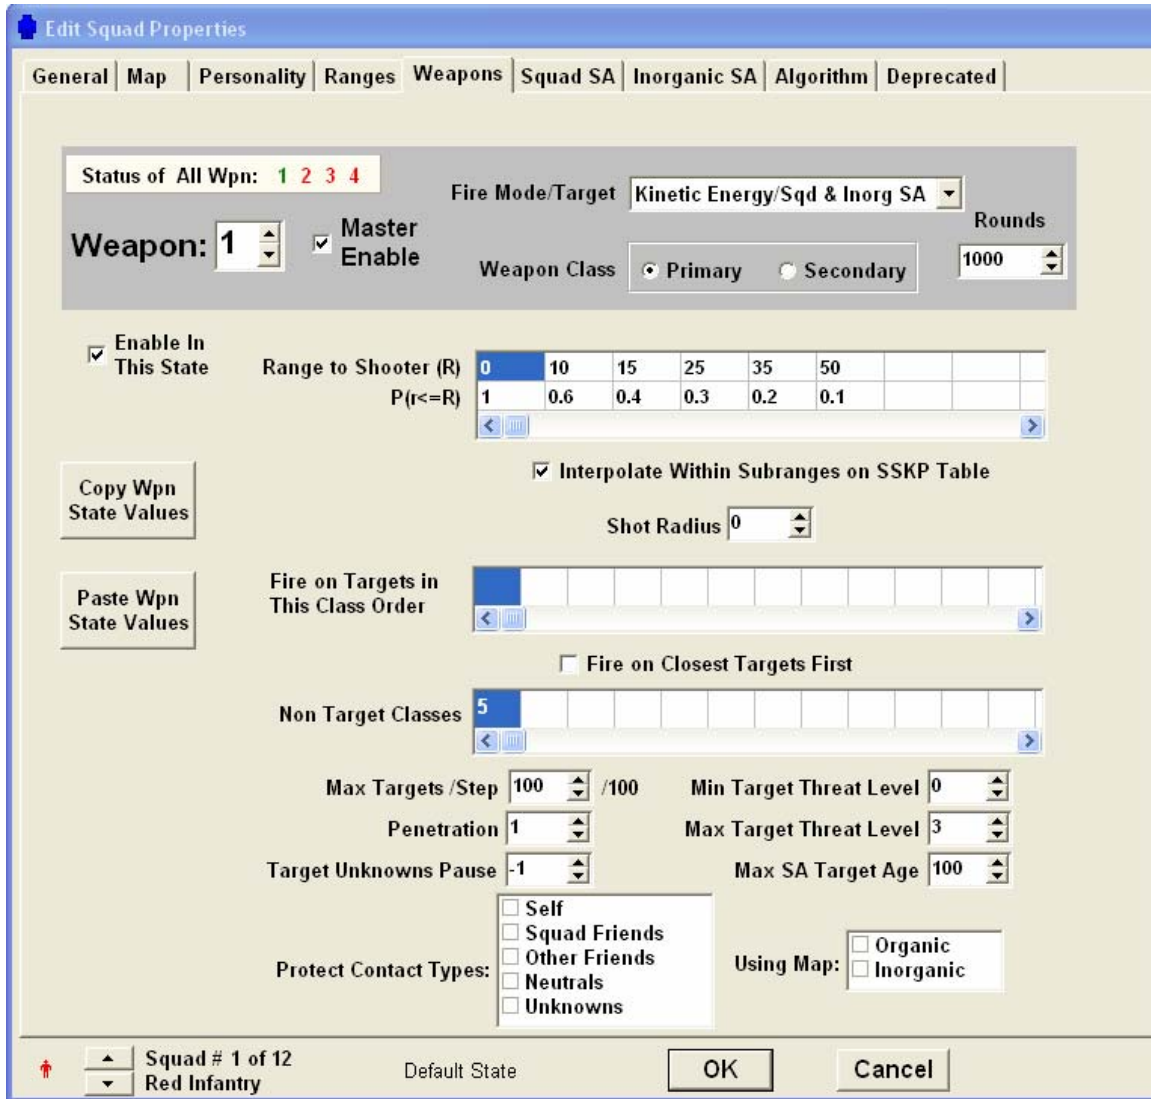 Edit Squad Properties
General Map Personality Ranges Weapons Squad SA Inorganic SA Algorithm Deprecated
Status of All Wpn: 1 2 3 4
Fire Mode/Target Kinetic Energy/Sqd & Inorg SA
Rounds
Weapon: 1 Master Enable
Weapon Class Primary Secondary 1000
Enable In
This State
Range to Shooter (R) 0 10 15 25 35 50
P(r<=R) 1 0.6 0.4 0.3 0.2 0.1
Interpolate Within Subranges on SSKP Table
Copy Wpn
State Values
Shot Radius 0
Fire on Targets in
This Class Order
Paste Wpn
State Values
Fire on Closest Targets First
Non Target Classes 5
Max Targets /Step 100 /100 Min Target Threat Level 0
Penetration 1 Max Target Threat Level 3
Target Unknowns Pause -1 Max SA Target Age 100
Protect Contact Types:
Self
Squad Friends
Other Friends
Neutrals
Unknowns
Using Map:
Organic
Inorganic
Squad # 1 of 12
Red Infantry
Default State
OK
Cancel